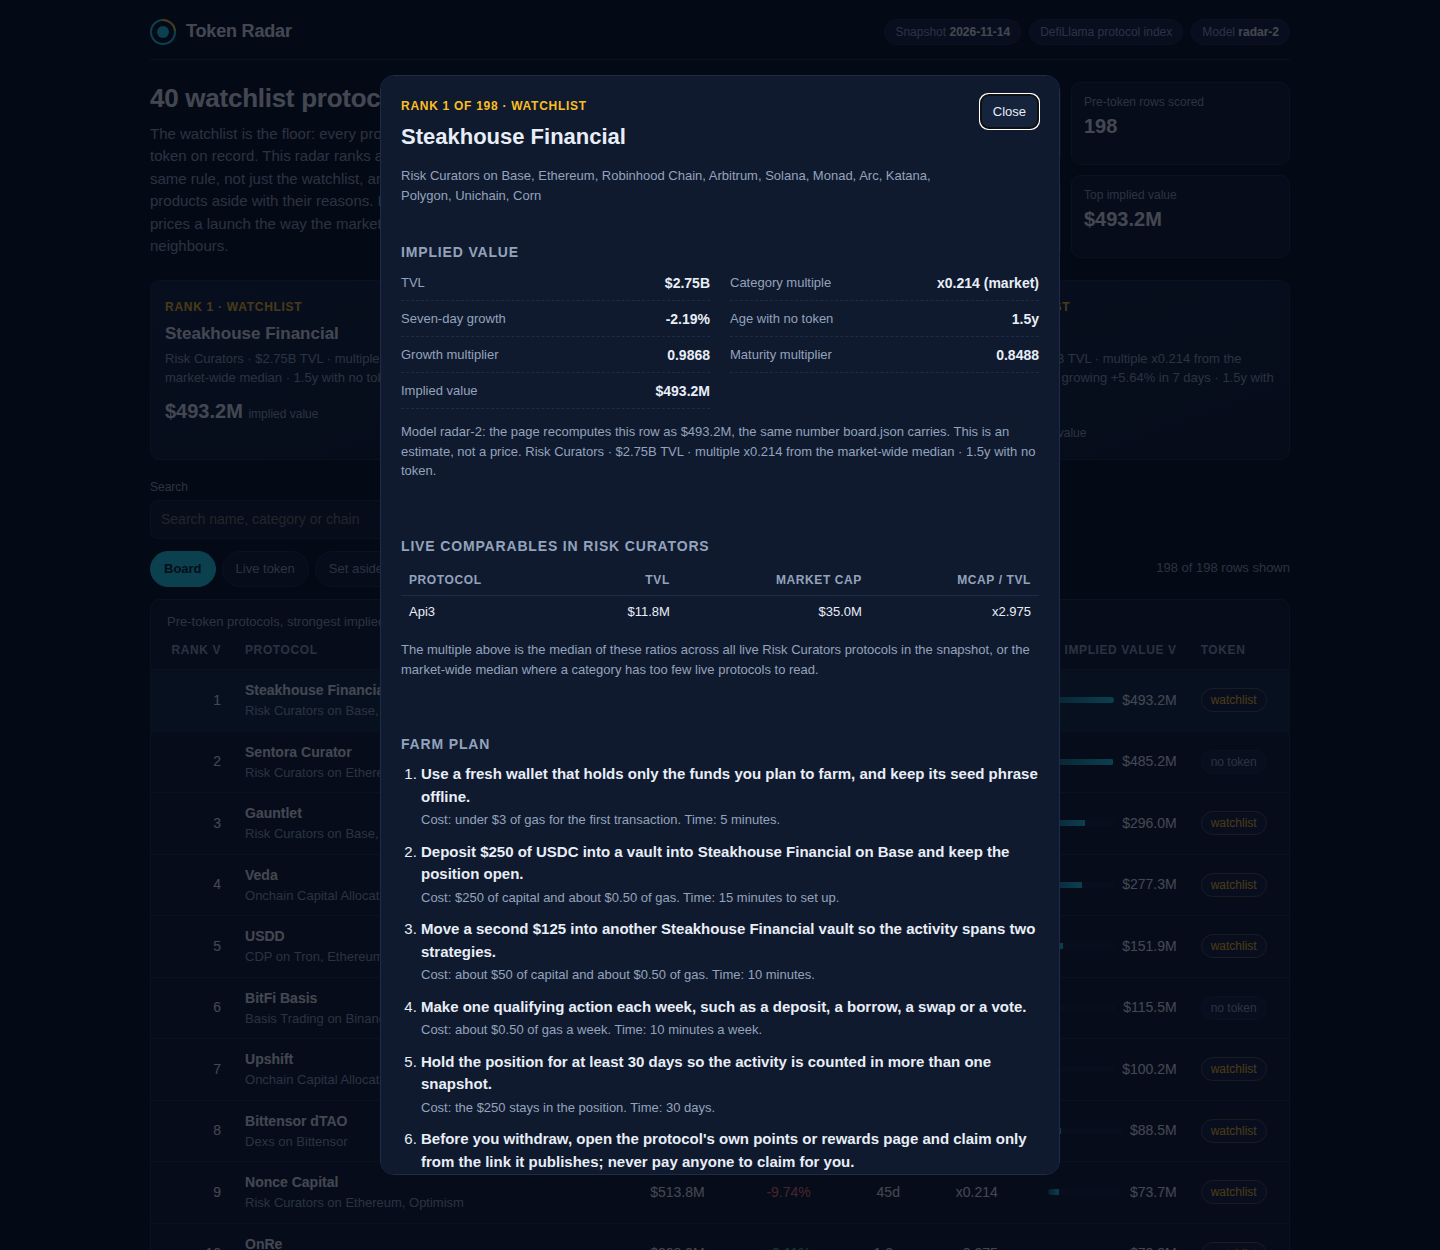 Token Radar
Snapshot 2026-11-14
DefiLlama protocol index
Model radar-2
40 watchlist
The watchlist is the floor: every
token on record. This radar ranks
same rule, not just the watchlist,
products aside with their reasons.
prices a launch the way the market
neighbours.
Pre-token rows scored
198
Top implied value
$493.2M
RANK 1 · WATCHLIST
Steakhouse Financial
Risk Curators · $2.75B TVL · multiple
market-wide median · 1.5y with no
$493.2M implied value
TVL · multiple x0.214 from the
growing +5.64% in 7 days · 1.5y with
Search
Search name, category or chain
Board
Live token
Set aside
198 of 198 rows shown
Pre-token protocols, strongest
RANK V PROTOCOL IMPLIED VALUE V TOKEN
1 Steakhouse $493.2M watchlist
Risk Curators on Base,
2 Sentora Curator $485.2M no token
Risk Curators on
3 Gauntlet $296.0M watchlist
Risk Curators on Base,
4 Veda $277.3M watchlist
Onchain Capital
5 USDD $151.9M watchlist
CDP on Tron,
6 BitFi Basis $115.5M no token
Basis Trading on
7 Upshift $100.2M watchlist
Onchain Capital
8 Bittensor dTAO $88.5M watchlist
Dexs on Bittensor
9 Nonce Capital $513.8M -9.74% 45d x0.214 $73.7M watchlist
Risk Curators on Ethereum, Optimism
OnRe
RANK 1 OF 198 · WATCHLIST
Close
Steakhouse Financial
Risk Curators on Base, Ethereum, Robinhood Chain, Arbitrum, Solana, Monad, Arc, Katana,
Polygon, Unichain, Corn
IMPLIED VALUE
TVL $2.75B Category multiple x0.214 (market)
Seven-day growth -2.19% Age with no token 1.5y
Growth multiplier 0.9868 Maturity multiplier 0.8488
Implied value $493.2M
Model radar-2: the page recomputes this row as $493.2M, the same number board.json carries. This is an
estimate, not a price. Risk Curators · $2.75B TVL · multiple x0.214 from the market-wide median · 1.5y with no
token.
LIVE COMPARABLES IN RISK CURATORS
PROTOCOL TVL MARKET CAP MCAP / TVL
Api3 $11.8M $35.0M x2.975
The multiple above is the median of these ratios across all live Risk Curators protocols in the snapshot, or the
market-wide median where a category has too few live protocols to read.
FARM PLAN
1. Use a fresh wallet that holds only the funds you plan to farm, and keep its seed phrase
offline.
Cost: under $3 of gas for the first transaction. Time: 5 minutes.
2. Deposit $250 of USDC into a vault into Steakhouse Financial on Base and keep the
position open.
Cost: $250 of capital and about $0.50 of gas. Time: 15 minutes to set up.
3. Move a second $125 into another Steakhouse Financial vault so the activity spans two
strategies.
Cost: about $50 of capital and about $0.50 of gas. Time: 10 minutes.
4. Make one qualifying action each week, such as a deposit, a borrow, a swap or a vote.
Cost: about $0.50 of gas a week. Time: 10 minutes a week.
5. Hold the position for at least 30 days so the activity is counted in more than one
snapshot.
Cost: the $250 stays in the position. Time: 30 days.
6. Before you withdraw, open the protocol's own points or rewards page and claim only
from the link it publishes; never pay anyone to claim for you.